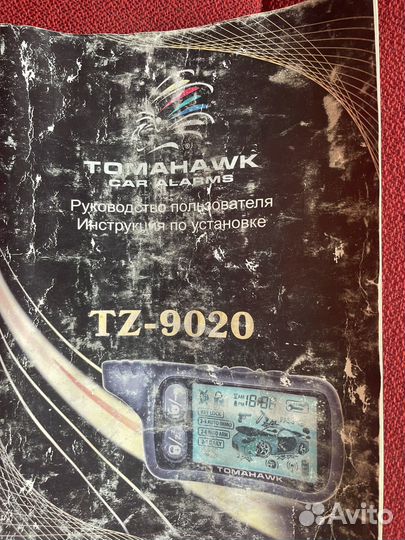 TOMAHAWK
CAR ALARMS
Руководство пользователя
Инструкция по установке
TZ-9020
TOMAHAWK
Avito